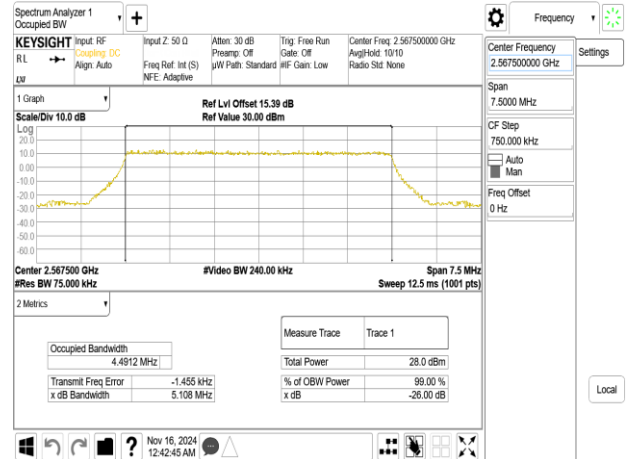 Spectrum Analyzer 1
Occupied BW
Frequency
KEYSIGHT
RL
Input: RF
Coupling: DC
Align: Auto
Input Z: 50 Ω
Freq Ref: Int (S)
NFE: Adaptive
Atten: 30 dB
Preamp: Off
µW Path: Standard
Trig: Free Run
Gate: Off
#IF Gain: Low
Center Freq: 2.567500000 GHz
Avg|Hold: 10/10
Radio Std: None
Center Frequency
2.567500000 GHz
Settings
Span
7.5000 MHz
CF Step
750.000 kHz
Auto
Man
Freq Offset
0 Hz
Local
1 Graph
Scale/Div 10.0 dB
Ref Lvl Offset 15.39 dB
Ref Value 30.00 dBm
Log
20.0
10.0
0.00
-10.0
-20.0
-30.0
-40.0
-50.0
-60.0
Center 2.567500 GHz
#Video BW 240.00 kHz
Span 7.5 MHz
#Res BW 75.000 kHz
Sweep 12.5 ms (1001 pts)
2 Metrics
Measure Trace
Trace 1
Occupied Bandwidth
4.4912 MHz
Total Power
28.0 dBm
Transmit Freq Error
-1.455 kHz
% of OBW Power
99.00 %
x dB Bandwidth
5.108 MHz
x dB
-26.00 dB
?
Nov 16, 2024
12:42:45 AM